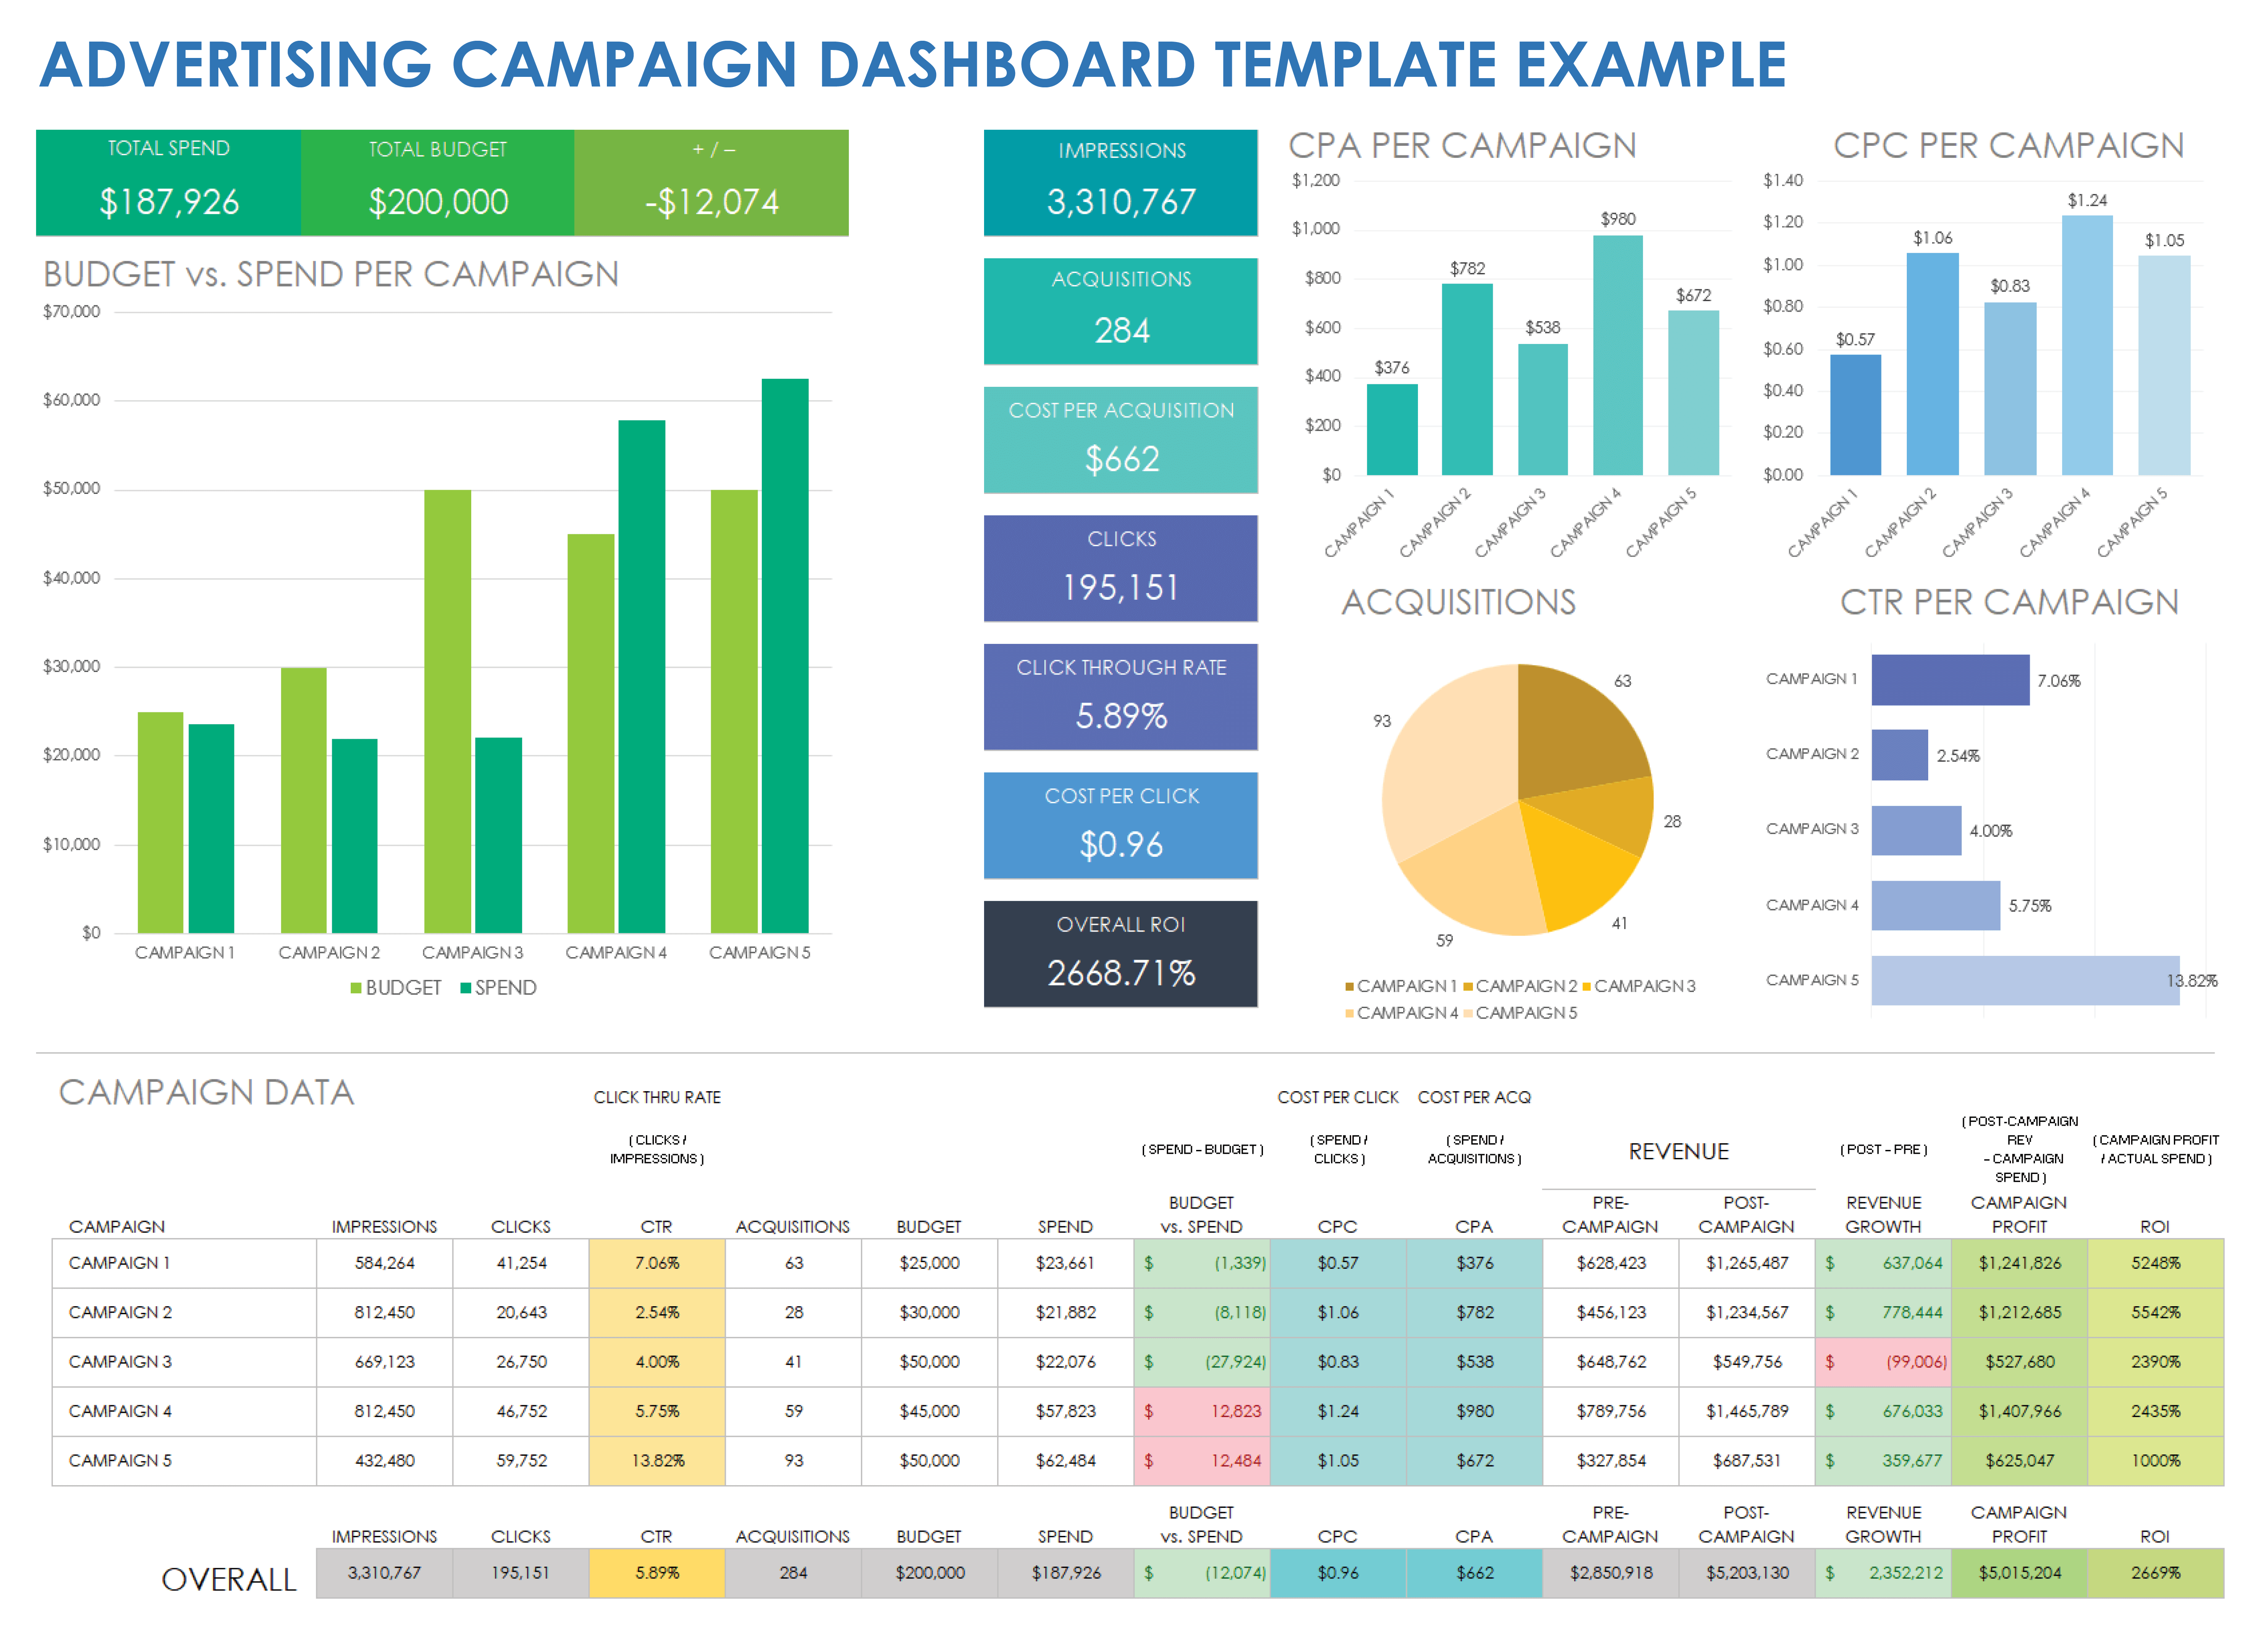 ADVERTISING CAMPAIGN DASHBOARD TEMPLATE EXAMPLE
TOTAL SPEND TOTAL BUDGET + / –
$187,926 $200,000 -$12,074
BUDGET vs. SPEND PER CAMPAIGN
$70,000
$60,000
$50,000
$40,000
$30,000
$20,000
$10,000
$0
CAMPAIGN 1 CAMPAIGN 2 CAMPAIGN 3 CAMPAIGN 4 CAMPAIGN 5
BUDGET SPEND
IMPRESSIONS
3,310,767
ACQUISITIONS
284
COST PER ACQUISITION
$662
CLICKS
195,151
CLICK THROUGH RATE
5.89%
COST PER CLICK
$0.96
OVERALL ROI
2668.71%
CPA PER CAMPAIGN
$1,200
$1,000
$800
$600
$400
$200
$0
$376
$782
$538
$980
$672
CAMPAIGN 1 CAMPAIGN 2 CAMPAIGN 3 CAMPAIGN 4 CAMPAIGN 5
CPC PER CAMPAIGN
$1.40
$1.20
$1.00
$0.80
$0.60
$0.40
$0.20
$0.00
$0.57
$1.06
$0.83
$1.24
$1.05
CAMPAIGN 1 CAMPAIGN 2 CAMPAIGN 3 CAMPAIGN 4 CAMPAIGN 5
ACQUISITIONS
63
28
41
59
93
CAMPAIGN 1 CAMPAIGN 2 CAMPAIGN 3
CAMPAIGN 4 CAMPAIGN 5
CTR PER CAMPAIGN
CAMPAIGN 1 7.06%
CAMPAIGN 2 2.54%
CAMPAIGN 3 4.00%
CAMPAIGN 4 5.75%
CAMPAIGN 5 13.82%
CAMPAIGN DATA
CLICK THRU RATE COST PER CLICK COST PER ACQ
( CLICKS /
IMPRESSIONS )
( SPEND – BUDGET )
( SPEND /
CLICKS )
( SPEND /
ACQUISITIONS )
REVENUE
( POST – PRE )
( POST-CAMPAIGN
REV
– CAMPAIGN
SPEND )
( CAMPAIGN PROFIT
/ ACTUAL SPEND )
BUDGET PRE- POST- REVENUE CAMPAIGN
CAMPAIGN IMPRESSIONS CLICKS CTR ACQUISITIONS BUDGET SPEND vs. SPEND CPC CPA CAMPAIGN CAMPAIGN GROWTH PROFIT ROI
CAMPAIGN 1 584,264 41,254 7.06% 63 $25,000 $23,661 $ (1,339) $0.57 $376 $628,423 $1,265,487 $ 637,064 $1,241,826 5248%
CAMPAIGN 2 812,450 20,643 2.54% 28 $30,000 $21,882 $ (8,118) $1.06 $782 $456,123 $1,234,567 $ 778,444 $1,212,685 5542%
CAMPAIGN 3 669,123 26,750 4.00% 41 $50,000 $22,076 $ (27,924) $0.83 $538 $648,762 $549,756 $ (99,006) $527,680 2390%
CAMPAIGN 4 812,450 46,752 5.75% 59 $45,000 $57,823 $ 12,823 $1.24 $980 $789,756 $1,465,789 $ 676,033 $1,407,966 2435%
CAMPAIGN 5 432,480 59,752 13.82% 93 $50,000 $62,484 $ 12,484 $1.05 $672 $327,854 $687,531 $ 359,677 $625,047 1000%
BUDGET PRE- POST- REVENUE CAMPAIGN
IMPRESSIONS CLICKS CTR ACQUISITIONS BUDGET SPEND vs. SPEND CPC CPA CAMPAIGN CAMPAIGN GROWTH PROFIT ROI
OVERALL 3,310,767 195,151 5.89% 284 $200,000 $187,926 $ (12,074) $0.96 $662 $2,850,918 $5,203,130 $ 2,352,212 $5,015,204 2669%